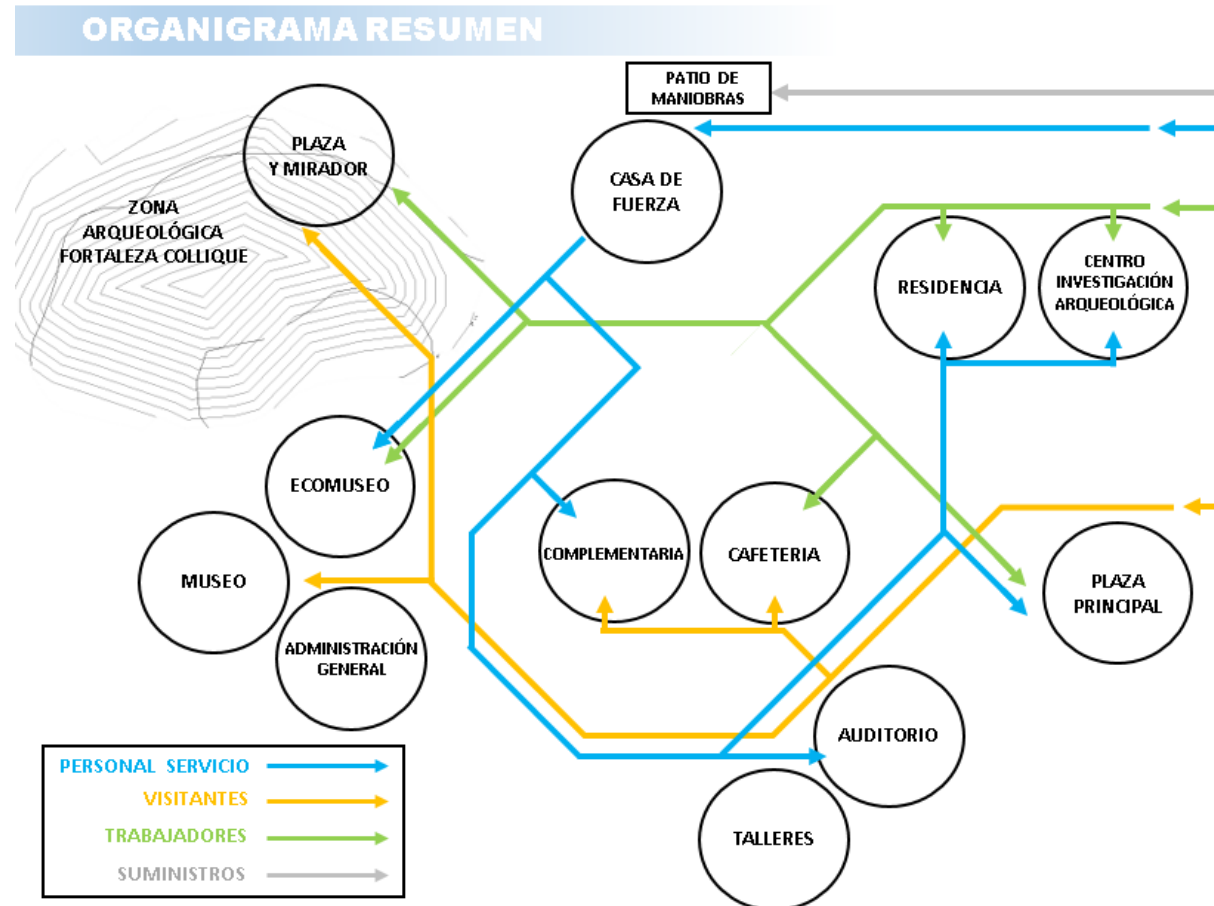 ORGANIGRAMA RESUMEN
PATIO DE
MANIOBRAS
PLAZA
Y MIRADOR
CASA DE
FUERZA
ZONA
ARQUEOLÓGICA
FORTALEZA COLLIQUE
RESIDENCIA
CENTRO
INVESTIGACIÓN
ARQUEOLÓGICA
ECOMUSEO
COMPLEMENTARIA
CAFETERIA
MUSEO
PLAZA
PRINCIPAL
ADMINISTRACIÓN
GENERAL
AUDITORIO
TALLERES
PERSONAL SERVICIO
VISITANTES
TRABAJADORES
SUMINISTROS